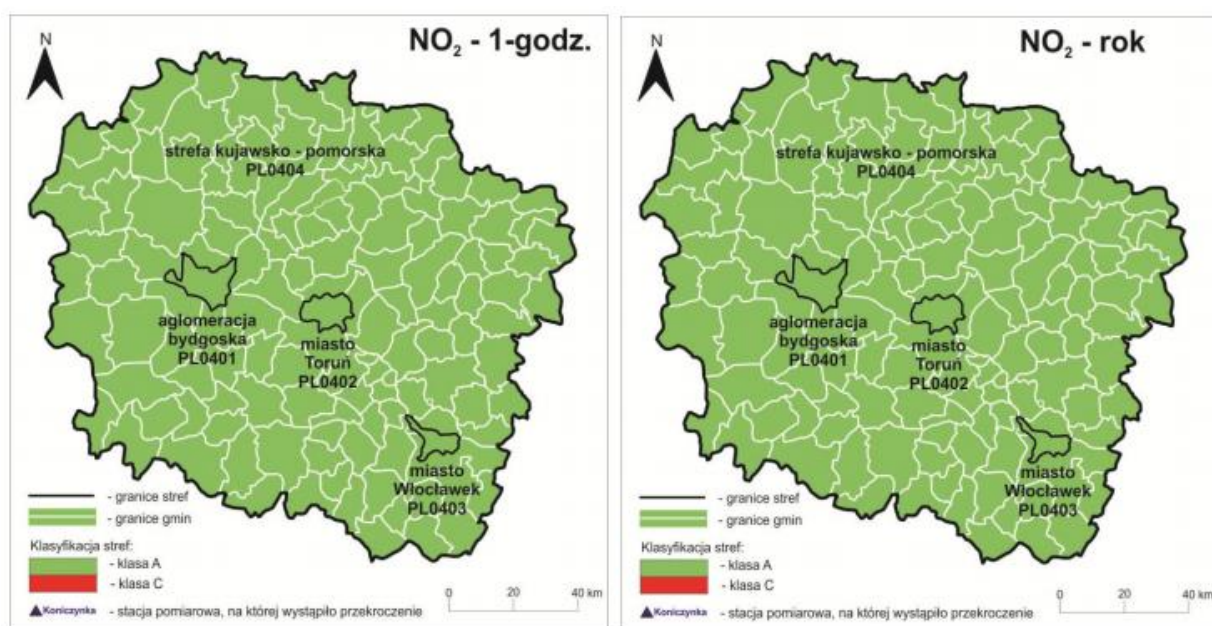 NO₂ - 1-godz.
N
strefa kujawsko - pomorska
PL0404
aglomeracja
bydgoska
PL0401
miasto
Toruń
PL0402
miasto
Włocławek
PL0403
- granice stref
- granice gmin
Klasyfikacja stref:
- klasa A
- klasa C
Koniczynka - stacja pomiarowa, na której wystąpiło przekroczenie
0 20 40 km
NO₂ - rok
N
strefa kujawsko - pomorska
PL0404
aglomeracja
bydgoska
PL0401
miasto
Toruń
PL0402
miasto
Włocławek
PL0403
- granice stref
- granice gmin
Klasyfikacja stref:
- klasa A
- klasa C
Koniczynka - stacja pomiarowa, na której wystąpiło przekroczenie
0 20 40 km